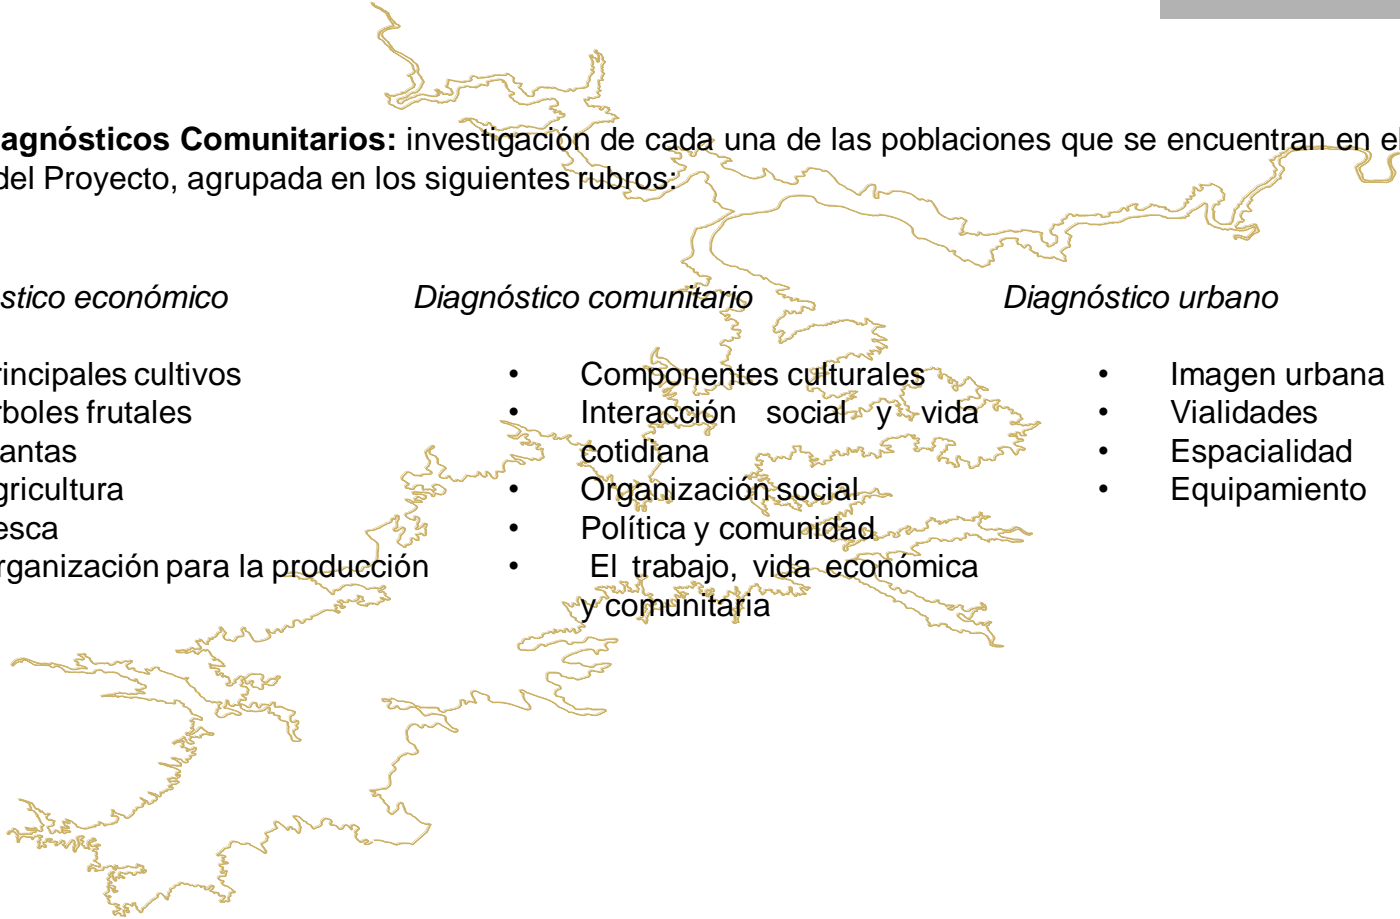 agnósticos Comunitarios: investigación de cada una de las poblaciones que se encuentran en el
del Proyecto, agrupada en los siguientes rubros:
stico económico
rincipales cultivos
rboles frutales
antas
gricultura
esca
rganización para la producción
Diagnóstico comunitario
• Componentes culturales
• Interacción social y vida
cotidiana
• Organización social
• Política y comunidad
• El trabajo, vida económica
y comunitaria
Diagnóstico urbano
• Imagen urbana
• Vialidades
• Espacialidad
• Equipamiento